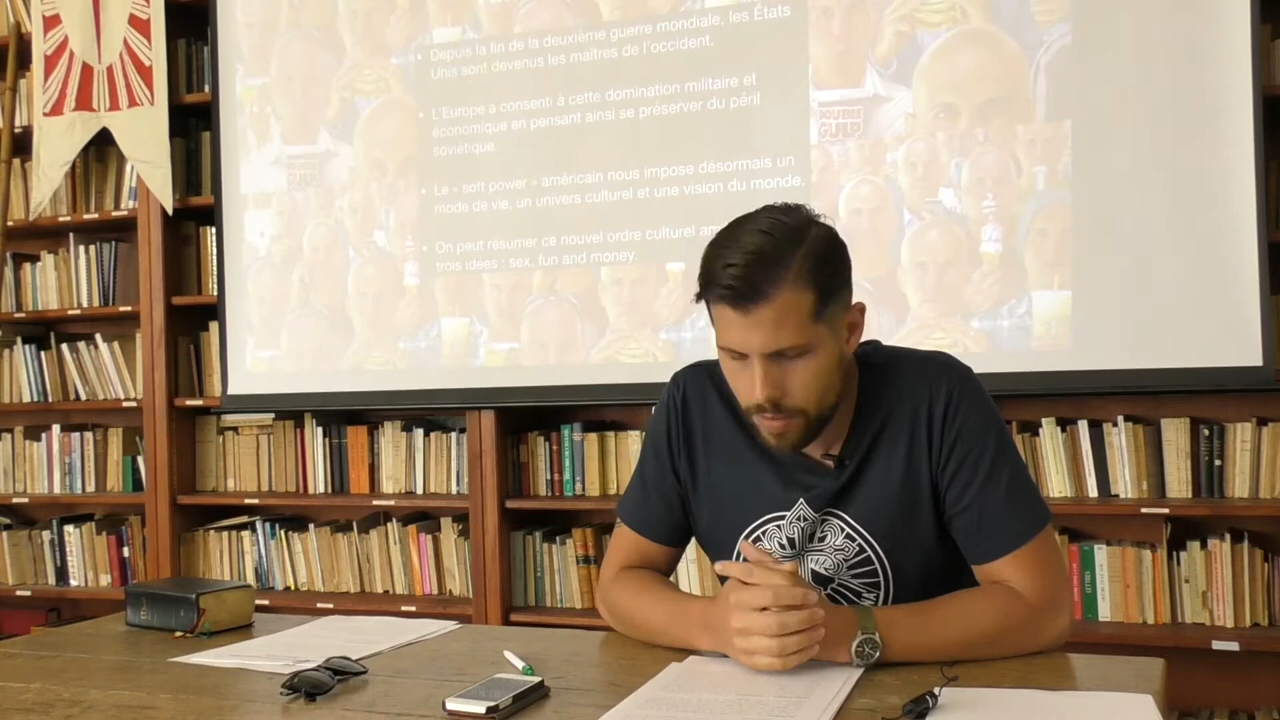 Depuis la fin de la deuxième guerre mondiale, les États
Unis sont devenus les maîtres de l'occident.
L'Europe a consenti à cette domination militaire et
économique en pensant ainsi se préserver du péril
soviétique.
Le « soft power » américain nous impose désormais un
mode de vie, un univers culturel et une vision du monde.
On peut résumer ce nouvel ordre culturel
trois idées : sex, fun and money.
DOUBLE
GULP